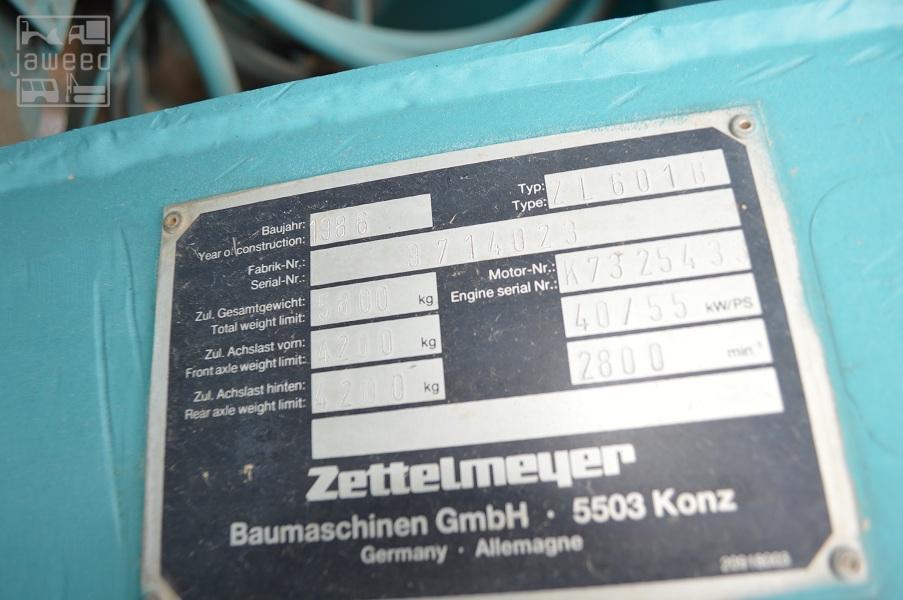 jaweed
Baujahr: 1986
Year of construction:
Typ: ZL601B
Type:
Fabrik-Nr.: 9714023
Serial-Nr.:
Motor-Nr.: K732543
Engine serial Nr.:
Zul. Gesamtgewicht: 5800 kg
Total weight limit:
40/55 kW/PS
Zul. Achslast vorn: 4200 kg
Front axle weight limit:
2800 min⁻¹
Zul. Achslast hinten: 4200 kg
Rear axle weight limit:
Zettelmeyer
Baumaschinen GmbH · 5503 Konz
Germany · Allemagne